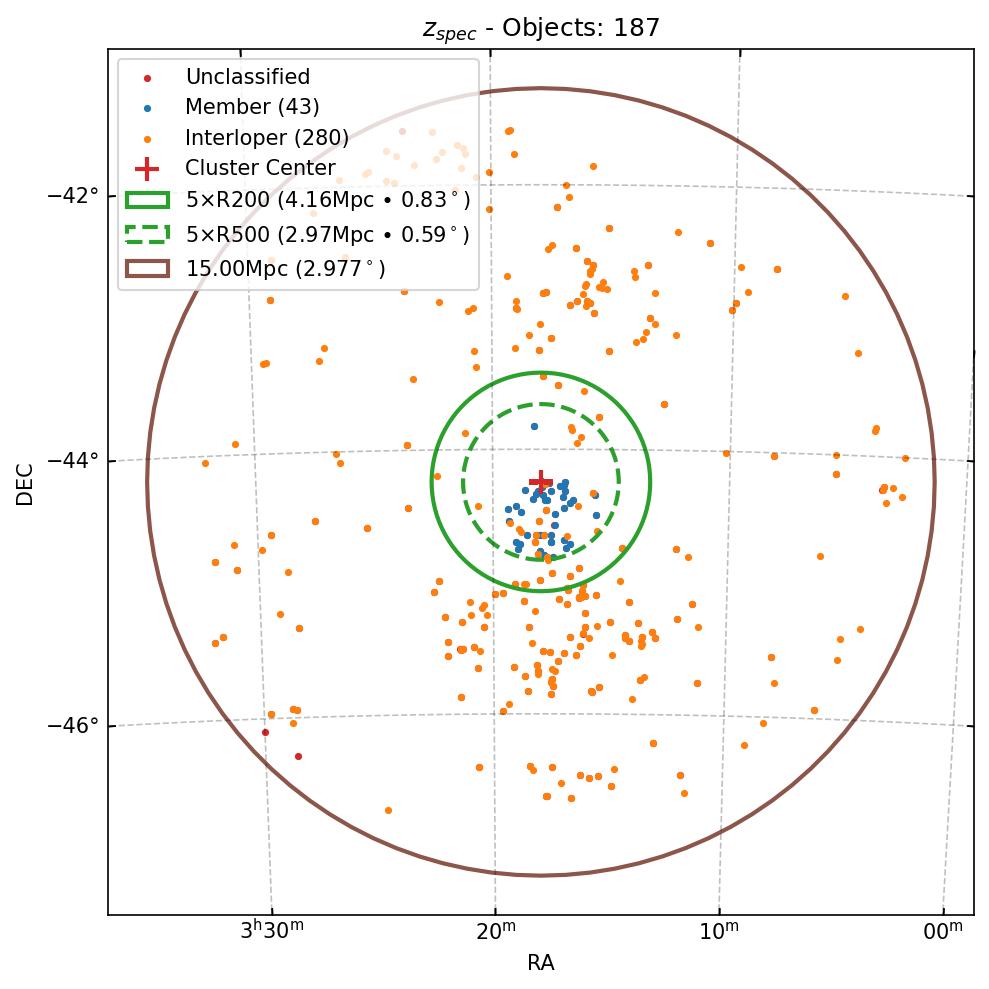 z_spec - Objects: 187
Unclassified
Member (43)
Interloper (280)
Cluster Center
5×R200 (4.16Mpc • 0.83°)
5×R500 (2.97Mpc • 0.59°)
15.00Mpc (2.977°)
−42°
−44°
−46°
DEC
3ʰ30ᵐ 20ᵐ 10ᵐ 00ᵐ
RA